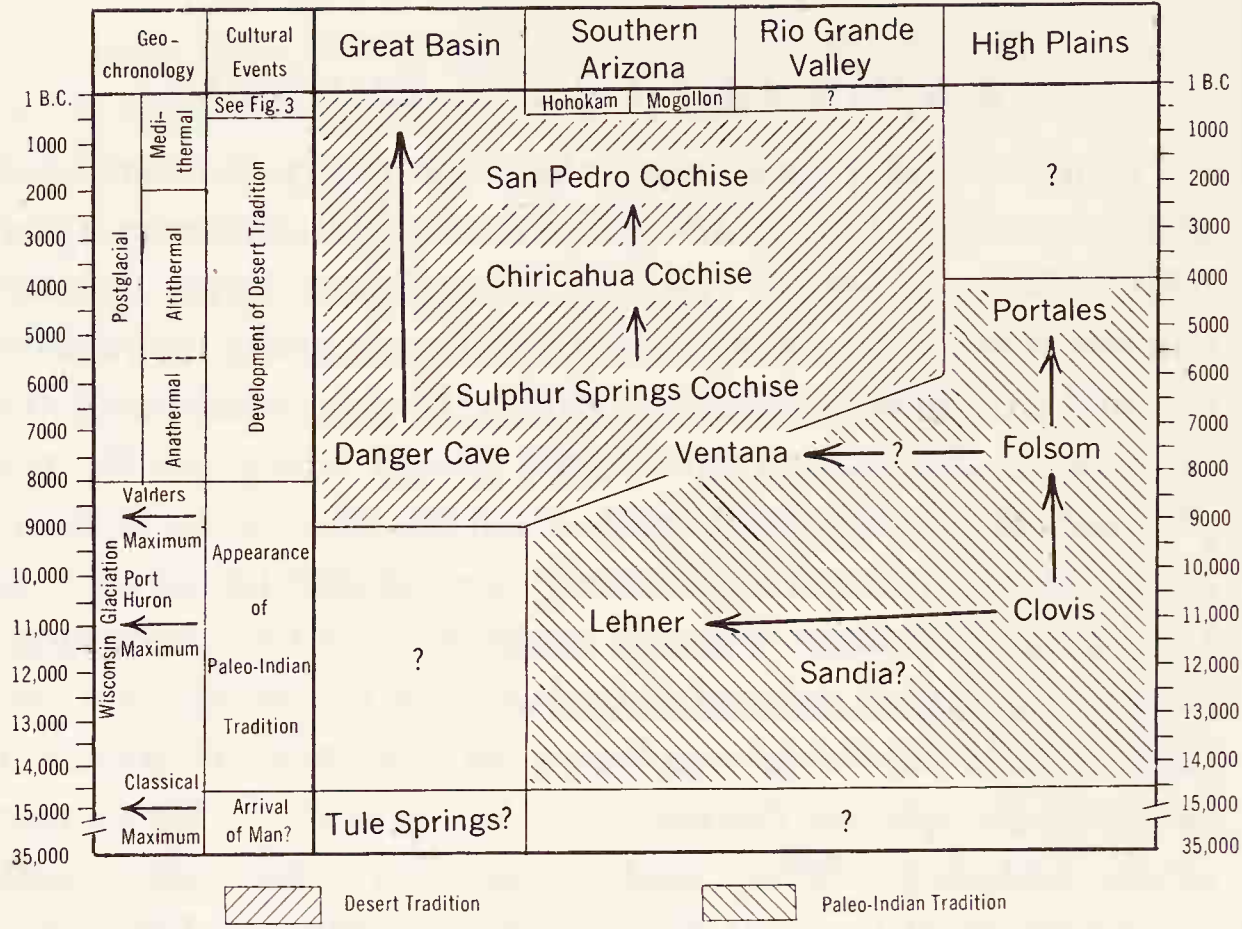 Geo-
chronology
Cultural
Events
Great Basin
Southern
Arizona
Rio Grande
Valley
High Plains
1 B.C.
1000
2000
3000
4000
5000
6000
7000
8000
9000
10,000
11,000
12,000
13,000
14,000
15,000
35,000
Postglacial
Medi-
thermal
Altithermal
Anathermal
Wisconsin Glaciation
Valders
Maximum
Port
Huron
Maximum
Classical
Maximum
See Fig. 3
Development of Desert Tradition
Appearance
of
Paleo-Indian
Tradition
Arrival
of Man?
Hohokam
Mogollon
?
San Pedro Cochise
?
Chiricahua Cochise
Portales
Sulphur Springs Cochise
Danger Cave
Ventana
?
Folsom
Lehner
Clovis
?
Sandia?
Tule Springs?
?
1 B.C
1000
2000
3000
4000
5000
6000
7000
8000
9000
10,000
11,000
12,000
13,000
14,000
15,000
35,000
Desert Tradition
Paleo-Indian Tradition